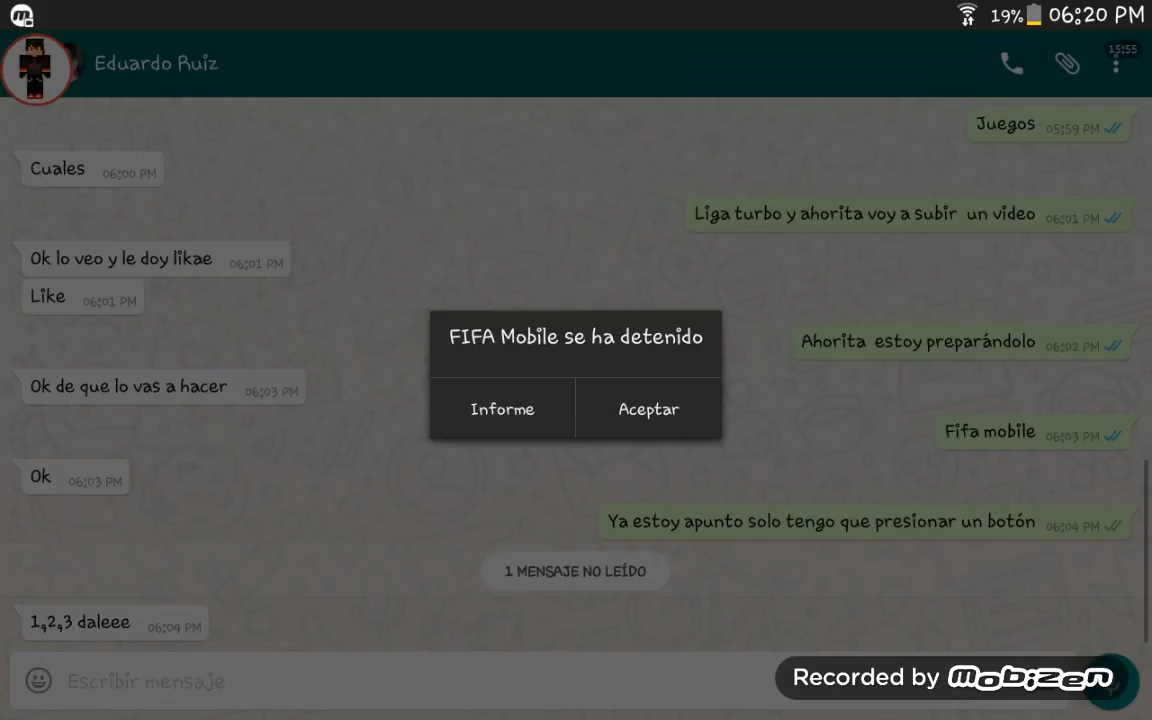 19% 06:20 PM
Eduardo Ruiz
15:55
Juegos 05:59 PM
Cuales 06:00 PM
Liga turbo y ahorita voy a subir un video 06:01 PM
Ok lo veo y le doy likae 06:01 PM
Like 06:01 PM
FIFA Mobile se ha detenido
Informe Aceptar
Ahorita estoy preparándolo 06:02 PM
Ok de que lo vas a hacer 06:03 PM
Fifa mobile 06:03 PM
Ok 06:03 PM
Ya estoy apunto solo tengo que presionar un botón 06:04 PM
1 MENSAJE NO LEÍDO
1,2,3 daleee 06:04 PM
Escribir mensaje
Recorded by Mobizen